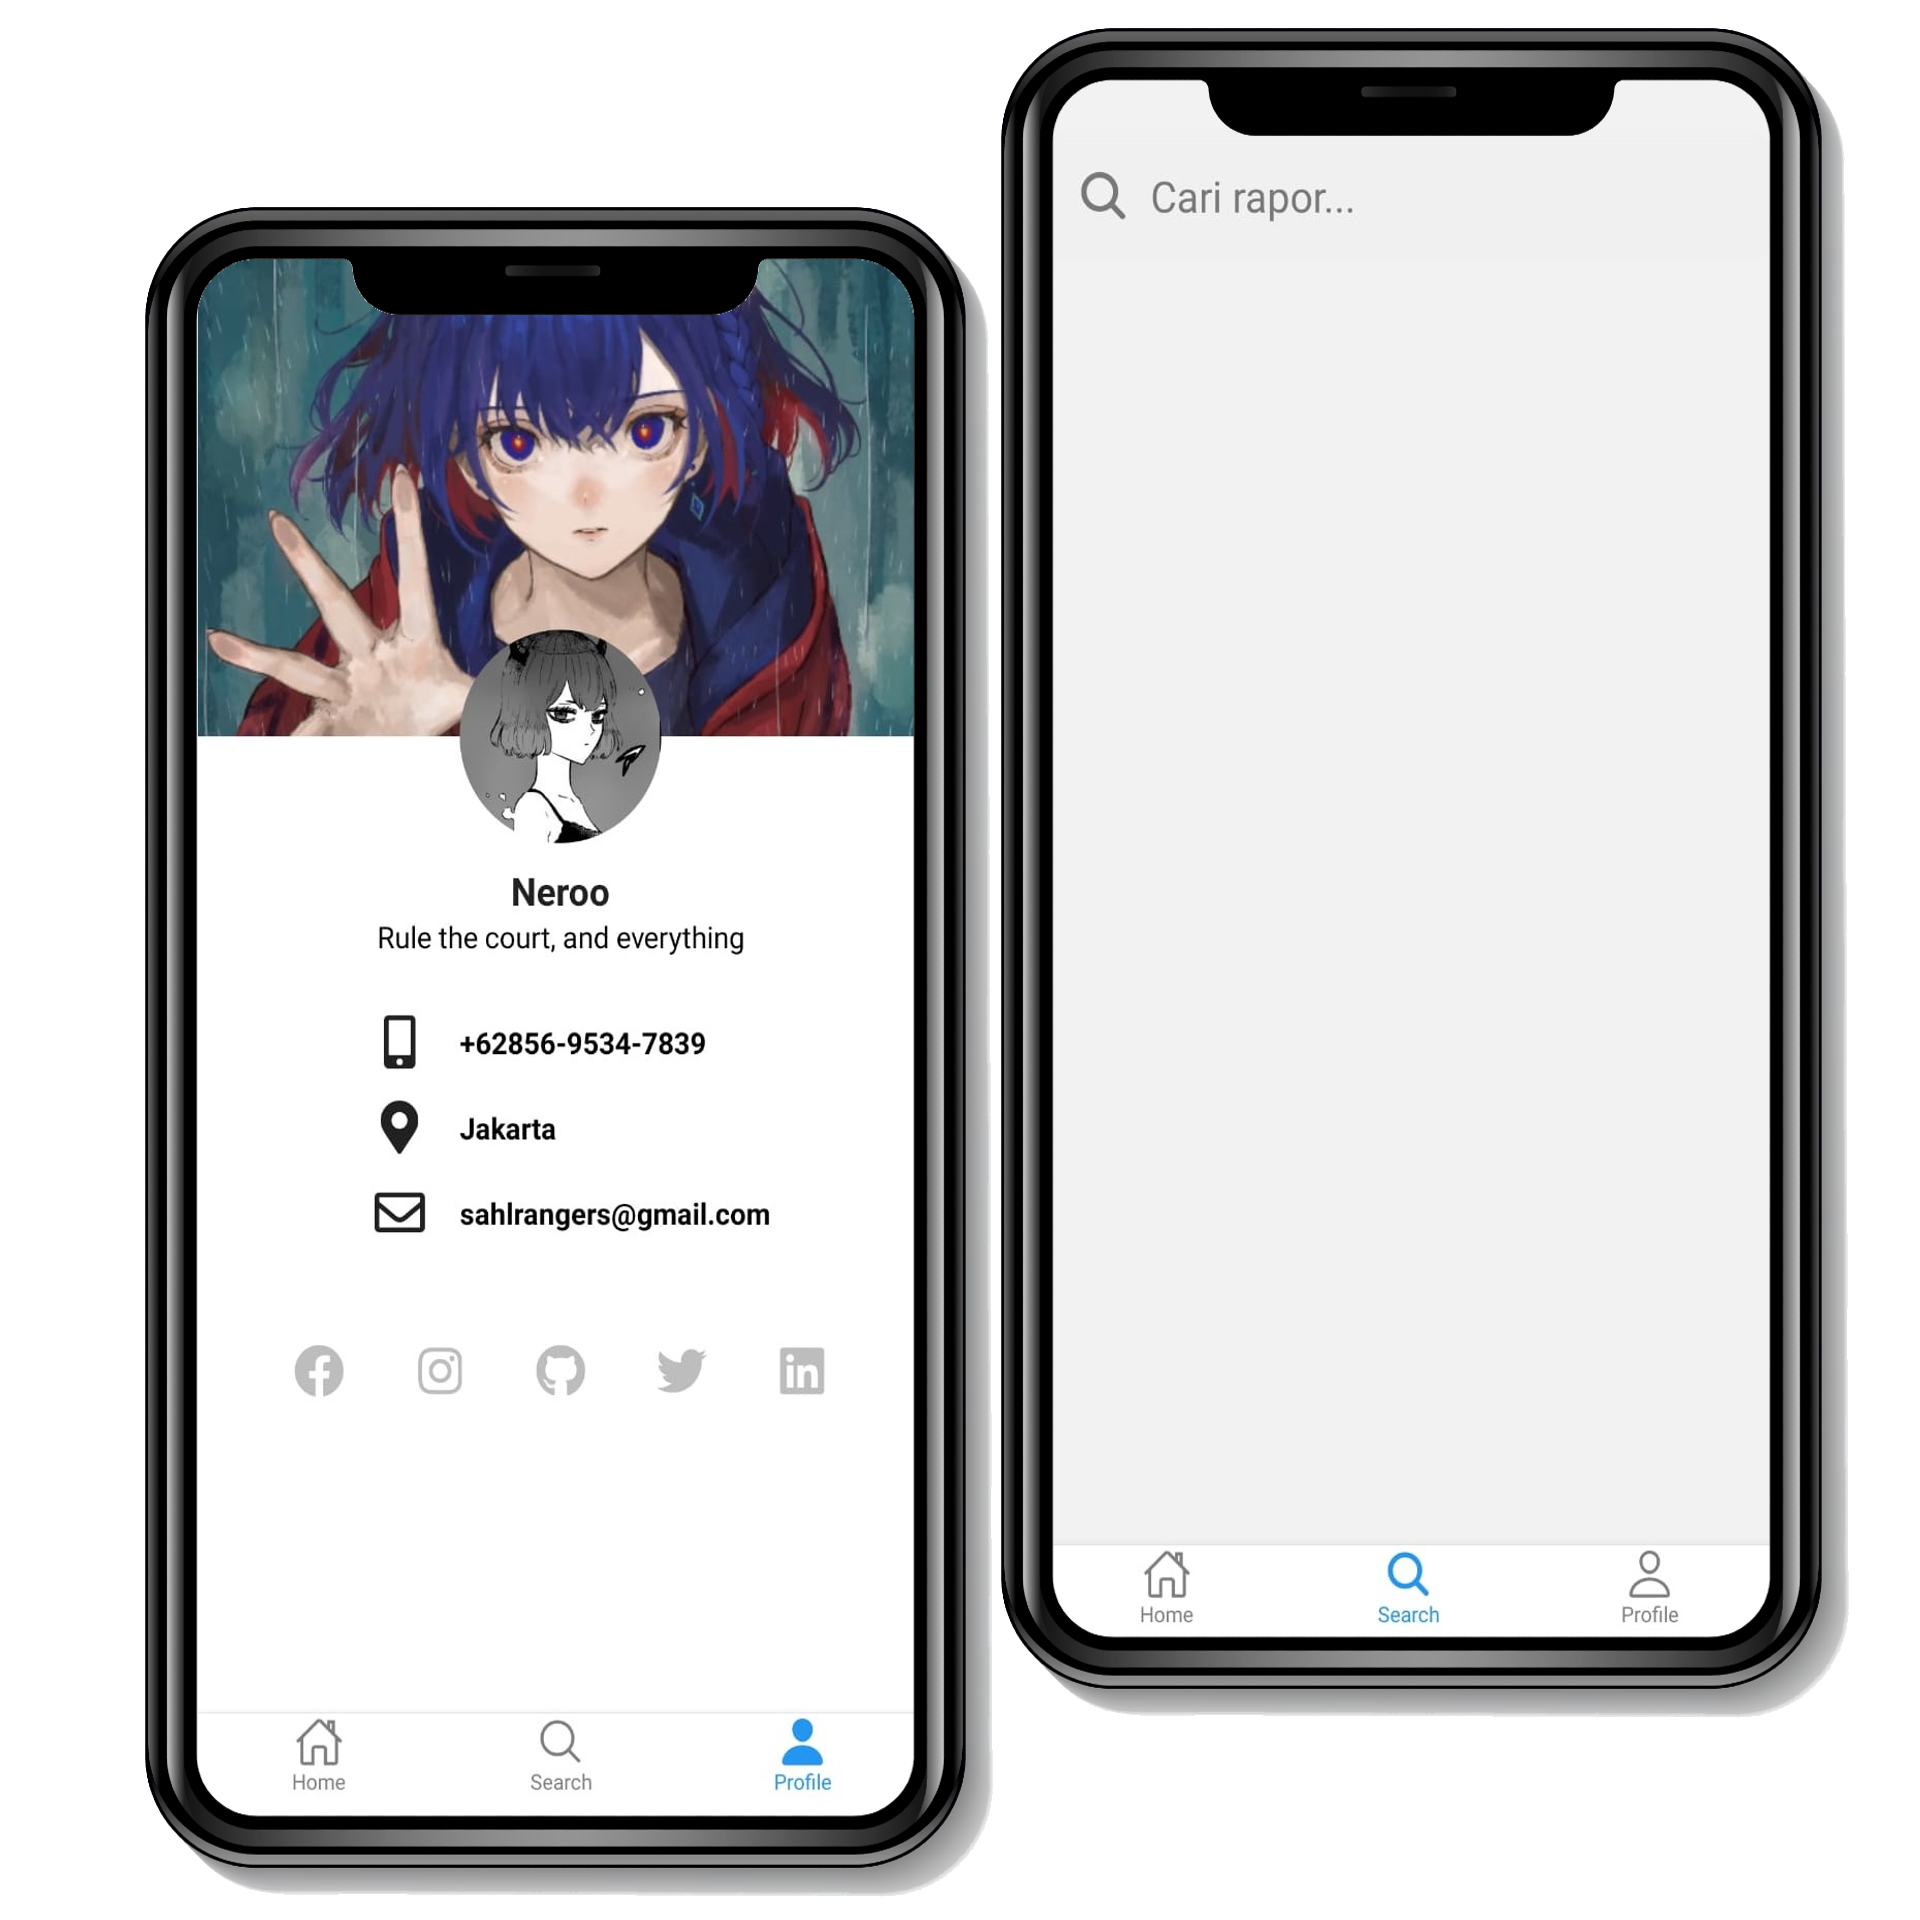 Neroo
Rule the court, and everything
+62856-9534-7839
Jakarta
sahlrangers@gmail.com
Home
Search
Profile
Cari rapor...
Home
Search
Profile